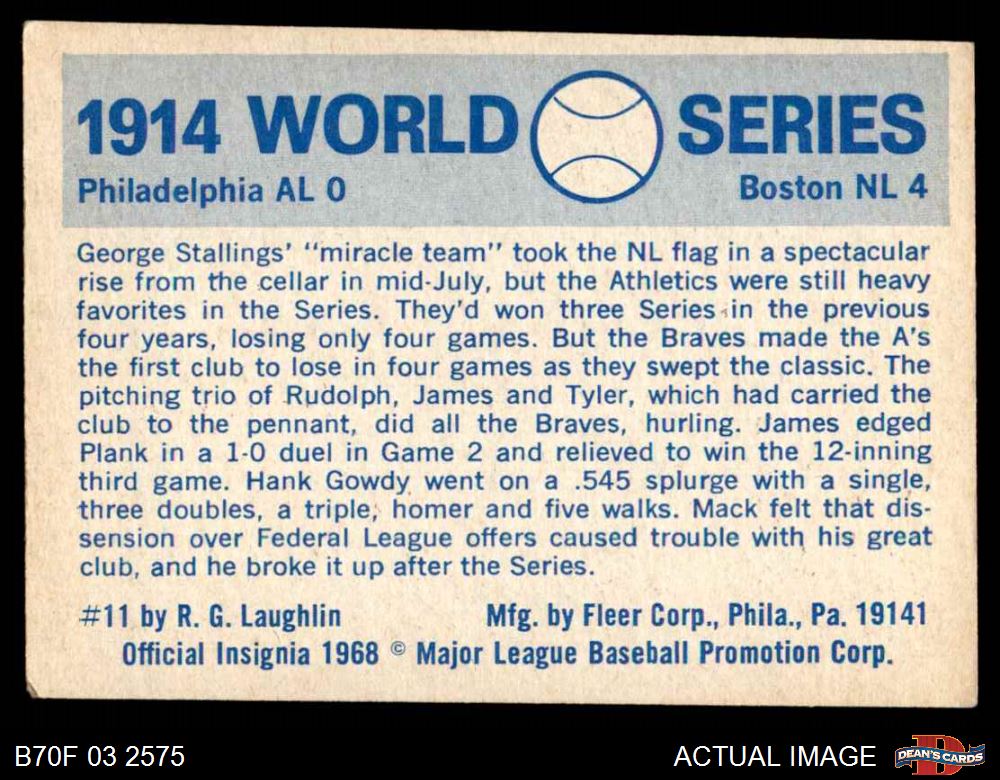 1914 WORLD SERIES
Philadelphia AL 0 Boston NL 4
George Stallings' "miracle team" took the NL flag in a spectacular
rise from the cellar in mid-July, but the Athletics were still heavy
favorites in the Series. They'd won three Series in the previous
four years, losing only four games. But the Braves made the A's
the first club to lose in four games as they swept the classic. The
pitching trio of Rudolph, James and Tyler, which had carried the
club to the pennant, did all the Braves, hurling. James edged
Plank in a 1-0 duel in Game 2 and relieved to win the 12-inning
third game. Hank Gowdy went on a .545 splurge with a single,
three doubles, a triple, homer and five walks. Mack felt that dis-
sension over Federal League offers caused trouble with his great
club, and he broke it up after the Series.
#11 by R. G. Laughlin Mfg. by Fleer Corp., Phila., Pa. 19141
Official Insignia 1968 © Major League Baseball Promotion Corp.
B70F 03 2575 ACTUAL IMAGE D DEAN'S CARDS